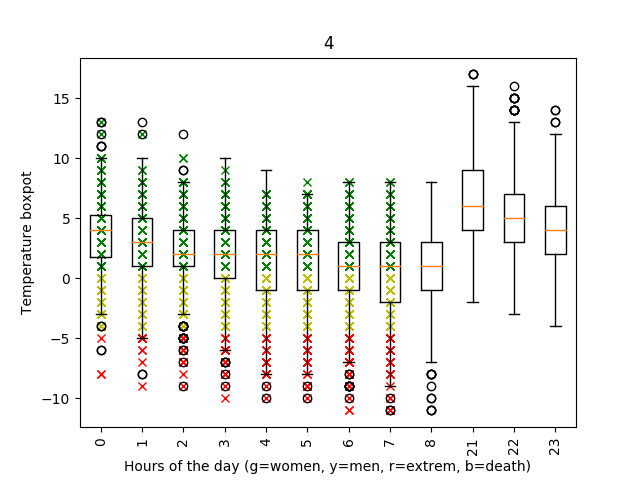 4
Temperature boxpot
15
10
5
0
−5
−10
0 1 2 3 4 5 6 7 8 21 22 23
Hours of the day (g=women, y=men, r=extrem, b=death)